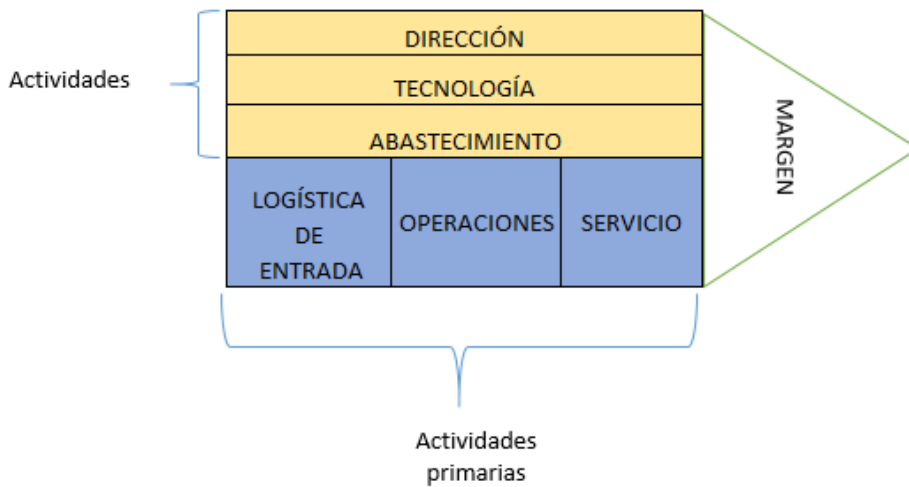 DIRECCIÓN
Actividades
TECNOLOGÍA
ABASTECIMIENTO
MARGEN
LOGÍSTICA
DE
ENTRADA
OPERACIONES
SERVICIO
Actividades
primarias